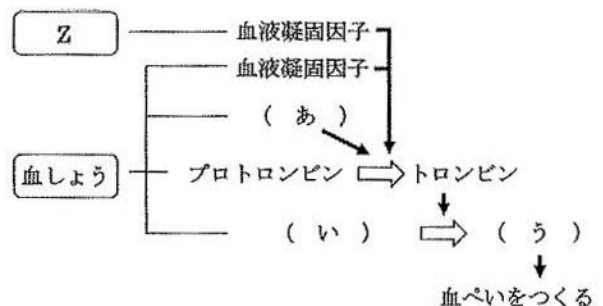 Z 血液凝固因子
血液凝固因子
( あ )
血しょう プロトロンビン トロンビン
( い ) ( う )
血ぺいをつくる